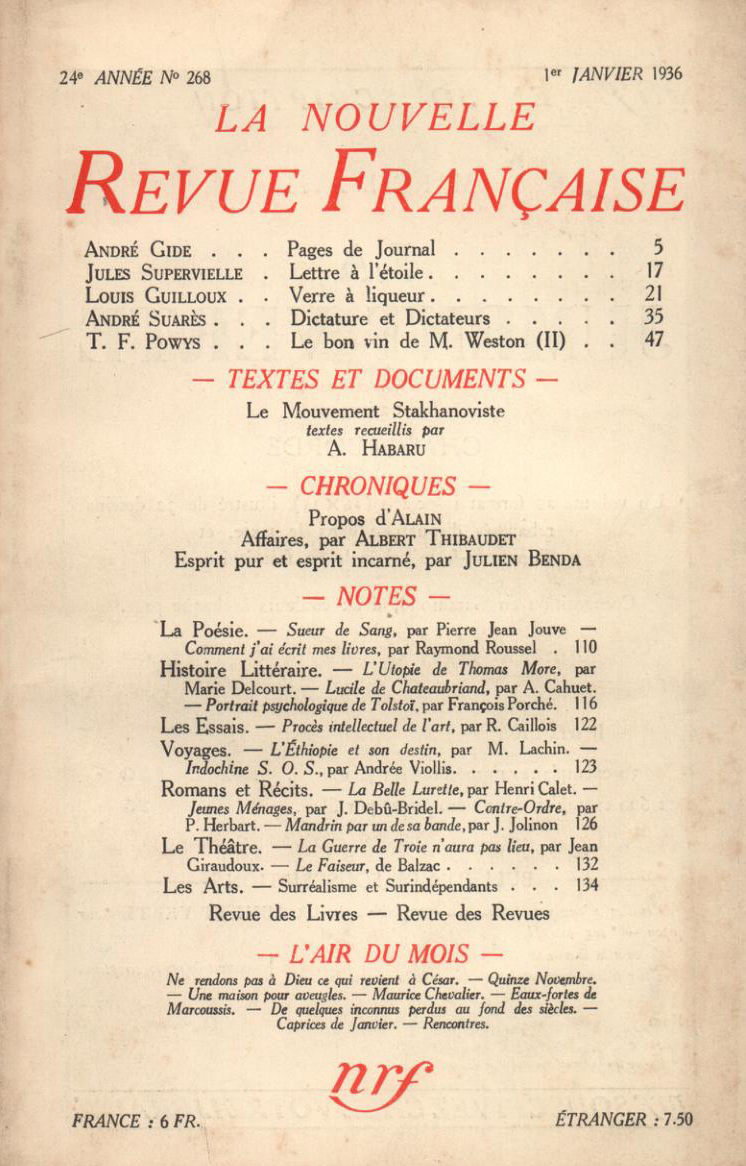 24e ANNÉE No 268
1er JANVIER 1936
LA NOUVELLE
REVUE FRANÇAISE
ANDRÉ GIDE . . . Pages de Journal . . . . . . . 5
JULES SUPERVIELLE . Lettre à l'étoile . . . . . . . . 17
LOUIS GUILLOUX . . Verre à liqueur . . . . . . . . 21
ANDRÉ SUARÈS . . . Dictature et Dictateurs . . . . . 35
T. F. POWYS . . . Le bon vin de M. Weston (II) . . 47
— TEXTES ET DOCUMENTS —
Le Mouvement Stakhanoviste
textes recueillis par
A. HABARU
— CHRONIQUES —
Propos d'ALAIN
Affaires, par ALBERT THIBAUDET
Esprit pur et esprit incarné, par JULIEN BENDA
— NOTES —
La Poésie. — Sueur de Sang, par Pierre Jean Jouve —
Comment j'ai écrit mes livres, par Raymond Roussel . 110
Histoire Littéraire. — L'Utopie de Thomas More, par
Marie Delcourt. — Lucile de Chateaubriand, par A. Cahuet.
— Portrait psychologique de Tolstoï, par François Porché. 116
Les Essais. — Procès intellectuel de l'art, par R. Caillois 122
Voyages. — L'Éthiopie et son destin, par M. Lachin. —
Indochine S. O. S., par Andrée Viollis. . . . . . 123
Romans et Récits. — La Belle Lurette, par Henri Calet. —
Jeunes Ménages, par J. Debû-Bridel. — Contre-Ordre, par
P. Herbart. — Mandrin par un de sa bande, par J. Jolinon 126
Le Théâtre. — La Guerre de Troie n'aura pas lieu, par Jean
Giraudoux. — Le Faiseur, de Balzac . . . . . . 132
Les Arts. — Surréalisme et Surindépendants . . . 134
Revue des Livres — Revue des Revues
— L'AIR DU MOIS —
Ne rendons pas à Dieu ce qui revient à César. — Quinze Novembre.
— Une maison pour aveugles. — Maurice Chevalier. — Eaux-fortes de
Marcoussis. — De quelques inconnus perdus au fond des siècles. —
Caprices de Janvier. — Rencontres.
nrf
FRANCE : 6 FR.
ÉTRANGER : 7.50